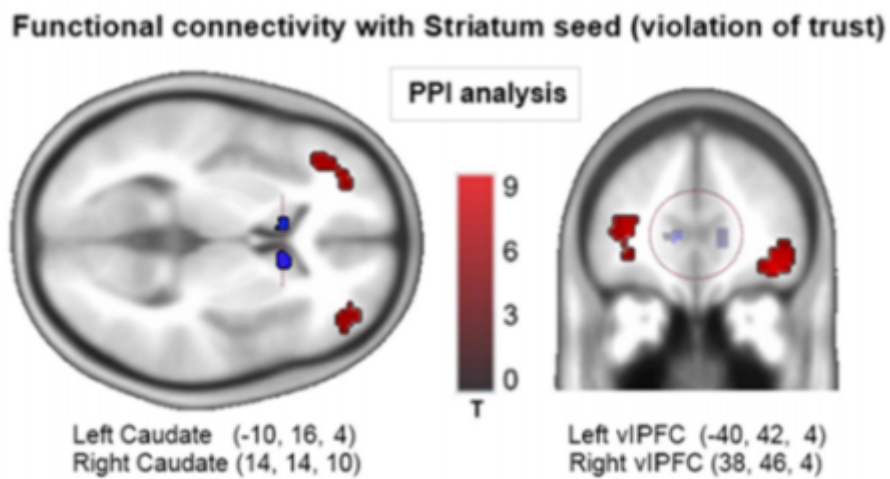 Functional connectivity with Striatum seed (violation of trust)
PPI analysis
9
6
3
0
T
Left Caudate (-10, 16, 4)
Right Caudate (14, 14, 10)
Left vlPFC (-40, 42, 4)
Right vlPFC (38, 46, 4)